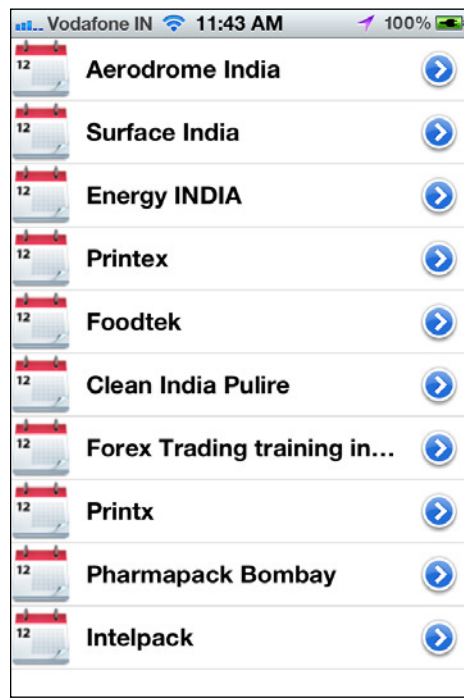 Vodafone IN 11:43 AM 100%
12 Aerodrome India
12 Surface India
12 Energy INDIA
12 Printex
12 Foodtek
12 Clean India Pulire
12 Forex Trading training in...
12 Printx
12 Pharmapack Bombay
12 Intelpack